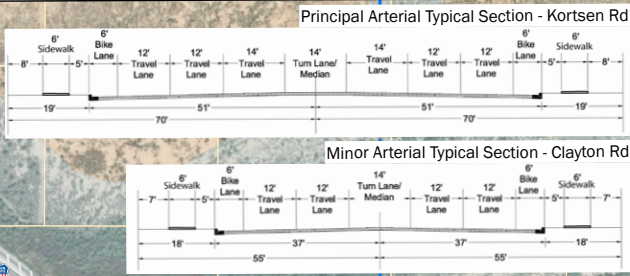 Principal Arterial Typical Section - Kortsen Rd
8'
6'
Sidewalk
5'
6'
Bike
Lane
12'
Travel
Lane
12'
Travel
Lane
14'
Travel
Lane
14'
Turn Lane/
Median
14'
Travel
Lane
12'
Travel
Lane
12'
Travel
Lane
6'
Bike
Lane
5'
6'
Sidewalk
8'
19'
51'
51'
19'
70'
70'
Minor Arterial Typical Section - Clayton Rd
7'
6'
Sidewalk
5'
6'
Bike
Lane
12'
Travel
Lane
12'
Travel
Lane
14'
Turn Lane/
Median
12'
Travel
Lane
12'
Travel
Lane
6'
Bike
Lane
5'
6'
Sidewalk
7'
18'
37'
37'
18'
55'
55'